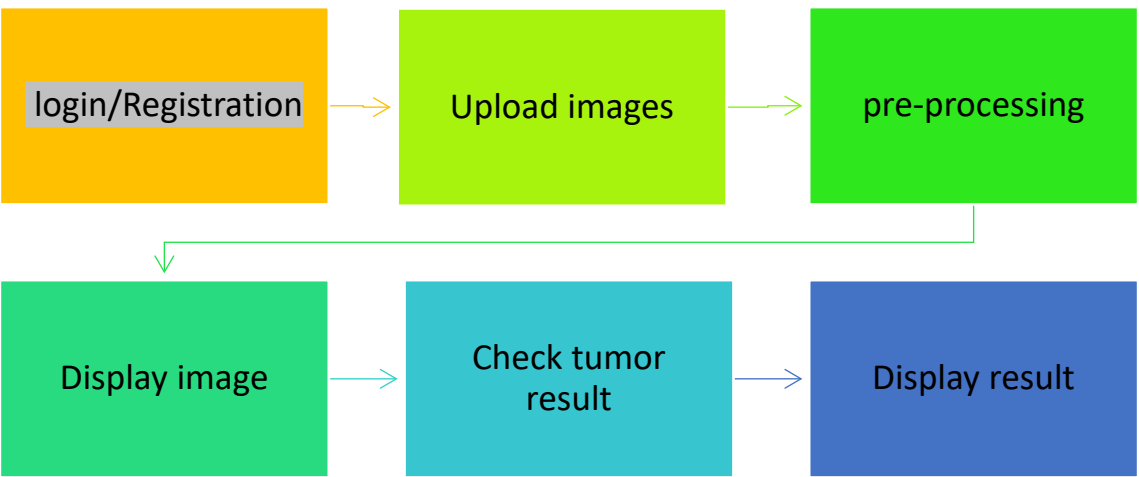 login/Registration
Upload images
pre-processing
Display image
Check tumor
result
Display result